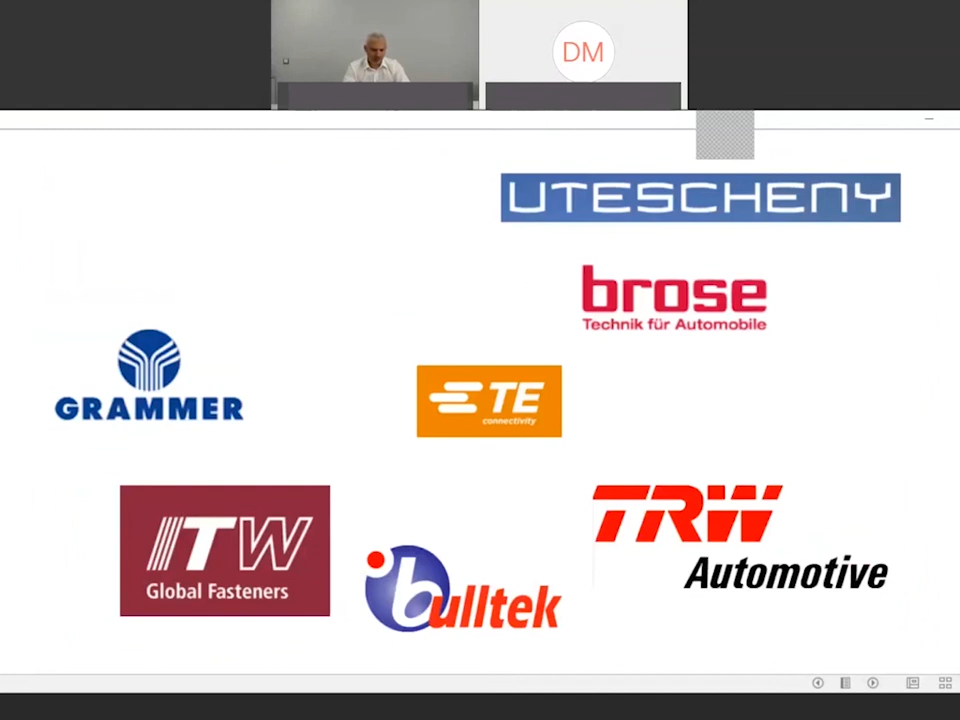 DM
UTESCHENY
brose
Technik für Automobile
GRAMMER
TE
connectivity
ITW
Global Fasteners
bulltek
TRW
Automotive